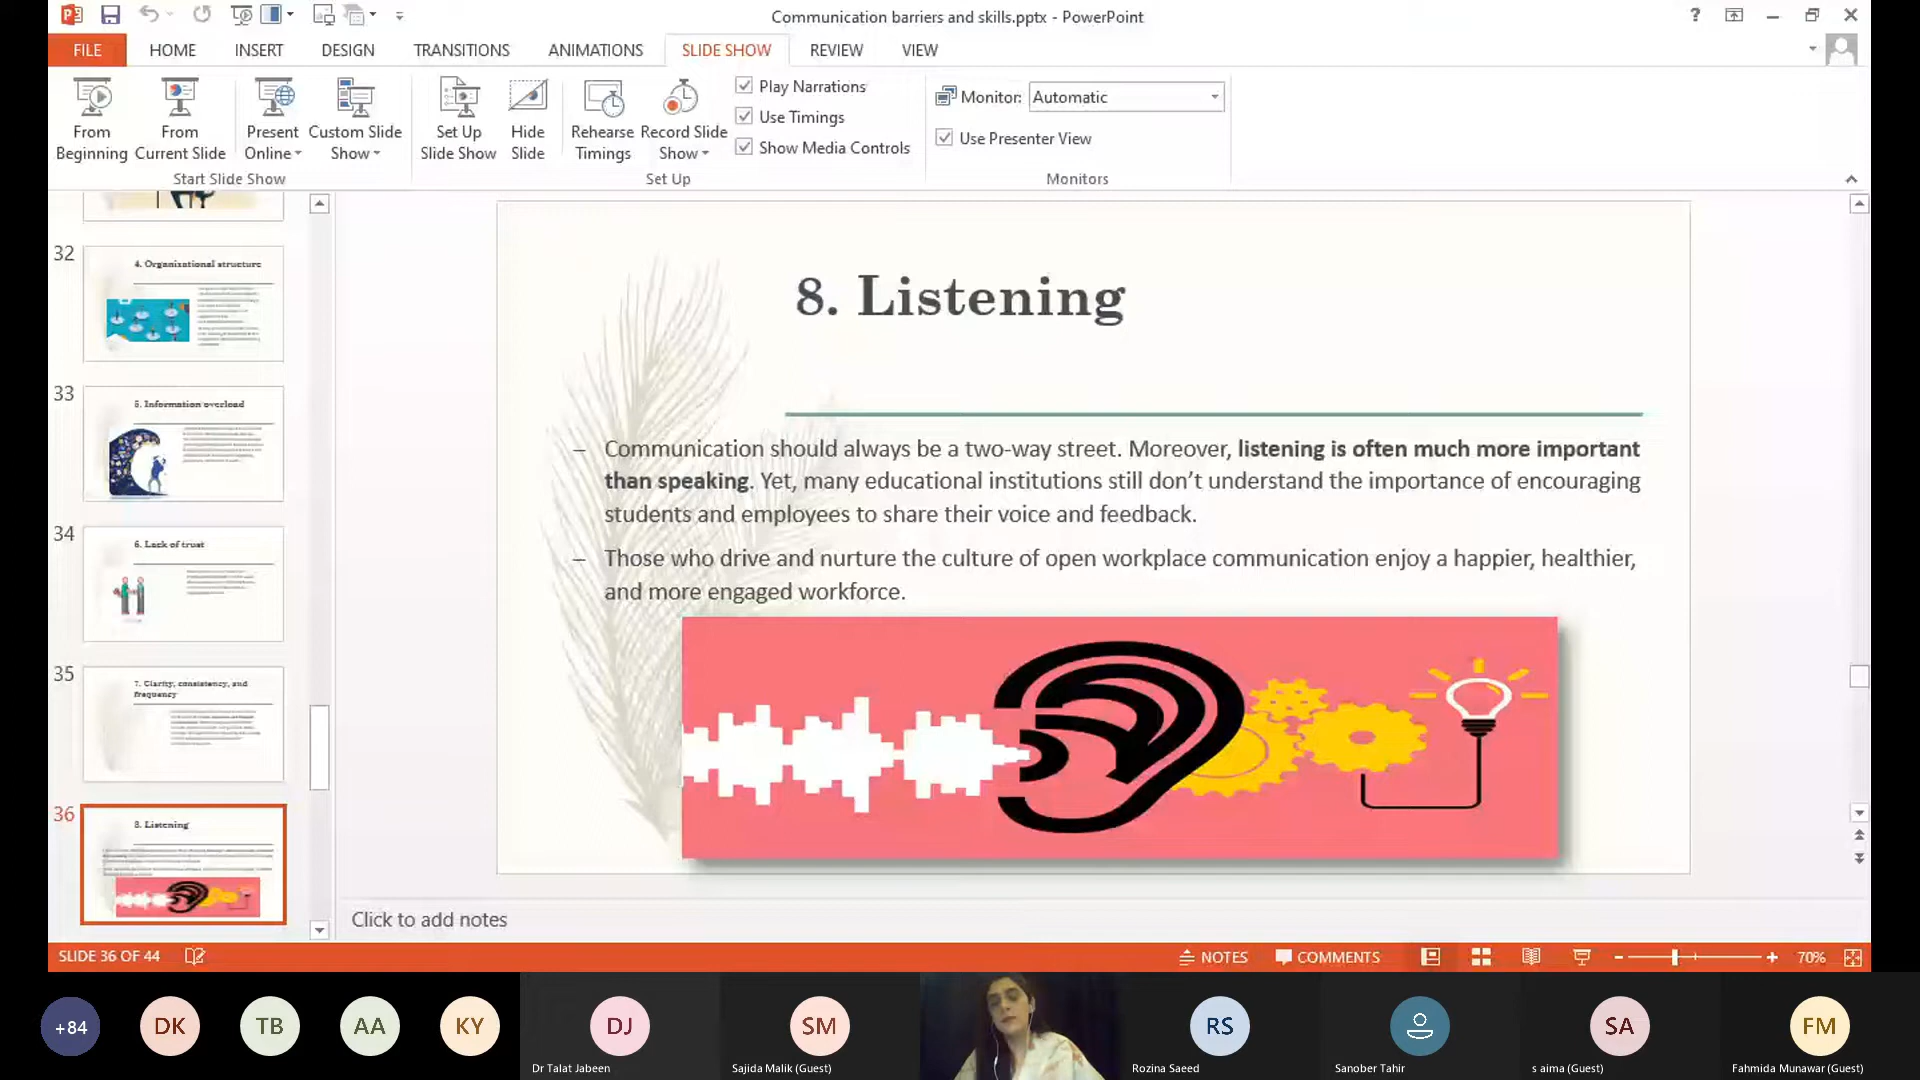 Communication barriers and skills.pptx - PowerPoint
FILE HOME INSERT DESIGN TRANSITIONS ANIMATIONS SLIDE SHOW REVIEW VIEW
From Beginning
From Current Slide
Present Online
Custom Slide Show
Start Slide Show
Set Up Slide Show
Hide Slide
Rehearse Timings
Record Slide Show
Play Narrations
Use Timings
Show Media Controls
Set Up
Monitor: Automatic
Use Presenter View
Monitors
32
4. Organizational structure
33
5. Information overload
34
6. Lack of trust
35
7. Clarity, consistency, and
frequency
36
8. Listening
8. Listening
– Communication should always be a two-way street. Moreover, listening is often much more important
than speaking. Yet, many educational institutions still don’t understand the importance of encouraging
students and employees to share their voice and feedback.
– Those who drive and nurture the culture of open workplace communication enjoy a happier, healthier,
and more engaged workforce.
Click to add notes
SLIDE 36 OF 44 NOTES COMMENTS 70%
+84 DK TB AA KY DJ SM RS SA FM
Dr Talat Jabeen Sajida Malik (Guest) Rozina Saeed Sanober Tahir s aima (Guest) Fahmida Munawar (Guest)